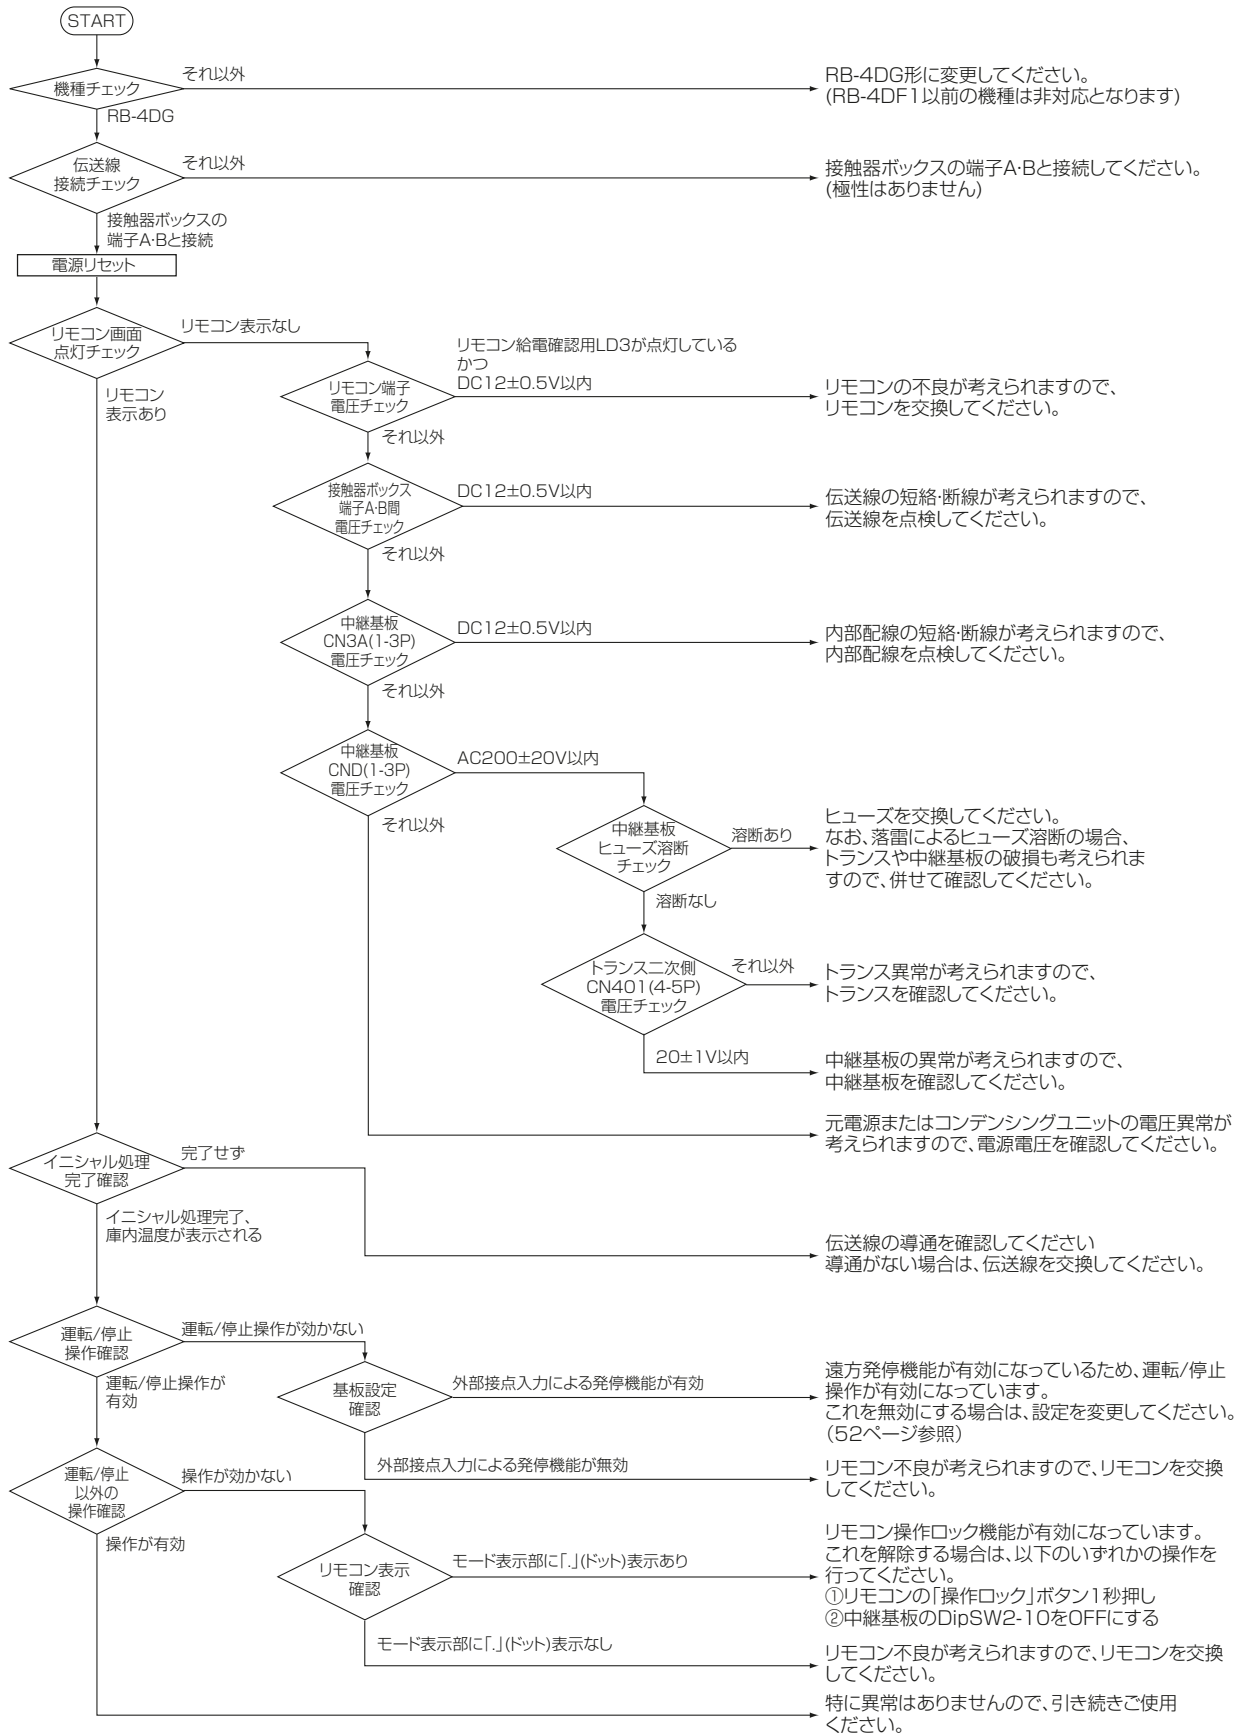 START
機種チェック
それ以外
RB-4DG形に変更してください。
(RB-4DF1以前の機種は非対応となります)
RB-4DG
伝送線
接続チェック
それ以外
接触器ボックスの端子A·Bと接続してください。
(極性はありません)
接触器ボックスの
端子A·Bと接続
電源リセット
リモコン画面
点灯チェック
リモコン表示なし
リモコン
表示あり
リモコン端子
電圧チェック
リモコン給電確認用LD3が点灯している
かつ
DC12±0.5V以内
リモコンの不良が考えられますので、
リモコンを交換してください。
それ以外
接触器ボックス
端子A·B間
電圧チェック
DC12±0.5V以内
伝送線の短絡·断線が考えられますので、
伝送線を点検してください。
それ以外
中継基板
CN3A(1-3P)
電圧チェック
DC12±0.5V以内
内部配線の短絡·断線が考えられますので、
内部配線を点検してください。
それ以外
中継基板
CND(1-3P)
電圧チェック
AC200±20V以内
それ以外
中継基板
ヒューズ溶断
チェック
溶断あり
ヒューズを交換してください。
なお、落雷によるヒューズ溶断の場合、
トランスや中継基板の破損も考えられま
すので、併せて確認してください。
溶断なし
トランス二次側
CN401(4-5P)
電圧チェック
それ以外
トランス異常が考えられますので、
トランスを確認してください。
20±1V以内
中継基板の異常が考えられますので、
中継基板を確認してください。
元電源またはコンデンシングユニットの電圧異常が
考えられますので、電源電圧を確認してください。
イニシャル処理
完了確認
完了せず
イニシャル処理完了、
庫内温度が表示される
伝送線の導通を確認してください
導通がない場合は、伝送線を交換してください。
運転/停止
操作確認
運転/停止操作が効かない
運転/停止操作が
有効
基板設定
確認
外部接点入力による発停機能が有効
遠方発停機能が有効になっているため、運転/停止
操作が有効になっています。
これを無効にする場合は、設定を変更してください。
(52ページ参照)
外部接点入力による発停機能が無効
リモコン不良が考えられますので、リモコンを交換
してください。
運転/停止
以外の
操作確認
操作が効かない
操作が有効
リモコン表示
確認
モード表示部に「.」(ドット)表示あり
リモコン操作ロック機能が有効になっています。
これを解除する場合は、以下のいずれかの操作を
行ってください。
①リモコンの「操作ロック」ボタン1秒押し
②中継基板のDipSW2-10をOFFにする
モード表示部に「.」(ドット)表示なし
リモコン不良が考えられますので、リモコンを交換
してください。
特に異常はありませんので、引き続きご使用
ください。